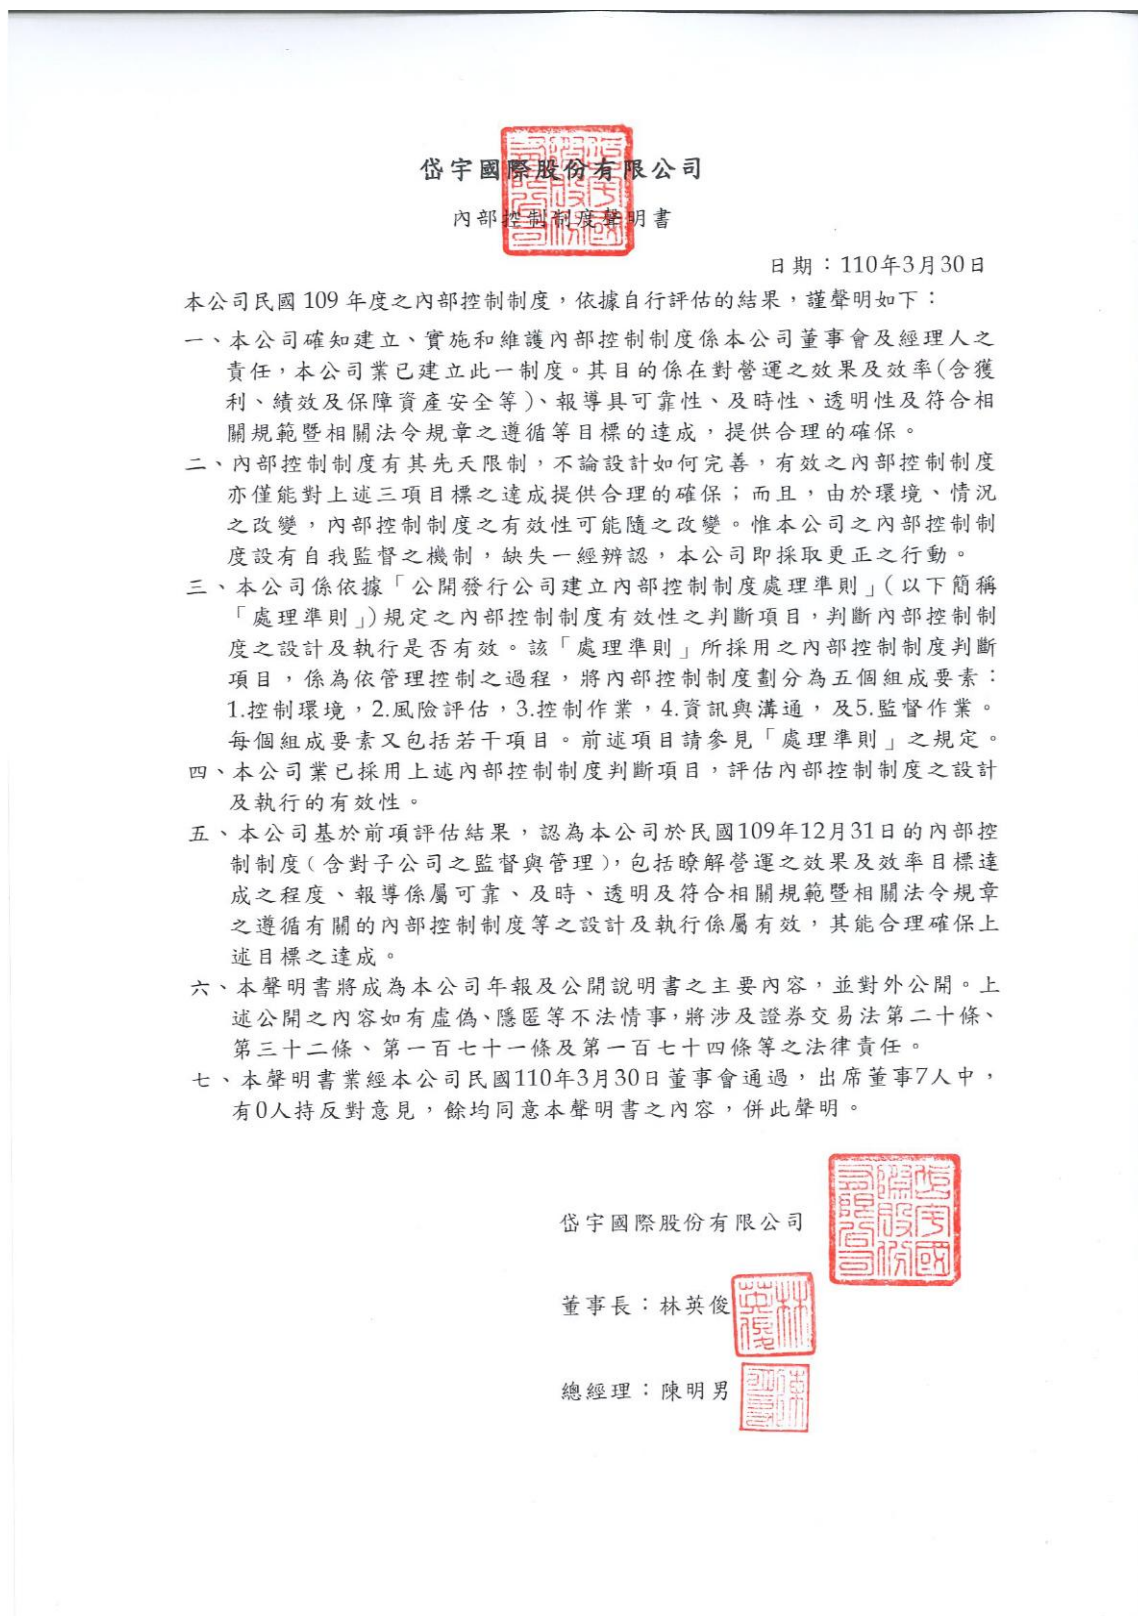 岱宇國際股份有限公司
內部控制制度聲明書
日期：110年3月30日
本公司民國 109 年度之內部控制制度，依據自行評估的結果，謹聲明如下：
一、本公司確知建立、實施和維護內部控制制度係本公司董事會及經理人之
責任，本公司業已建立此一制度。其目的係在對營運之效果及效率(含獲
利、績效及保障資產安全等)、報導具可靠性、及時性、透明性及符合相
關規範暨相關法令規章之遵循等目標的達成，提供合理的確保。
二、內部控制制度有其先天限制，不論設計如何完善，有效之內部控制制度
亦僅能對上述三項目標之達成提供合理的確保；而且，由於環境、情況
之改變，內部控制制度之有效性可能隨之改變。惟本公司之內部控制制
度設有自我監督之機制，缺失一經辨認，本公司即採取更正之行動。
三、本公司係依據「公開發行公司建立內部控制制度處理準則」(以下簡稱
「處理準則」)規定之內部控制制度有效性之判斷項目，判斷內部控制制
度之設計及執行是否有效。該「處理準則」所採用之內部控制制度判斷
項目，係為依管理控制之過程，將內部控制制度劃分為五個組成要素：
1.控制環境，2.風險評估，3.控制作業，4.資訊與溝通，及5.監督作業。
每個組成要素又包括若干項目。前述項目請參見「處理準則」之規定。
四、本公司業已採用上述內部控制制度判斷項目，評估內部控制制度之設計
及執行的有效性。
五、本公司基於前項評估結果，認為本公司於民國109年12月31日的內部控
制制度(含對子公司之監督與管理)，包括瞭解營運之效果及效率目標達
成之程度、報導係屬可靠、及時、透明及符合相關規範暨相關法令規章
之遵循有關的內部控制制度等之設計及執行係屬有效，其能合理確保上
述目標之達成。
六、本聲明書將成為本公司年報及公開說明書之主要內容，並對外公開。上
述公開之內容如有虛偽、隱匿等不法情事，將涉及證券交易法第二十條、
第三十二條、第一百七十一條及第一百七十四條等之法律責任。
七、本聲明書業經本公司民國110年3月30日董事會通過，出席董事7人中，
有0人持反對意見，餘均同意本聲明書之內容，併此聲明。
岱宇國際股份有限公司
岱宇國際股份有限公司
董事長：林英俊
林英俊
總經理：陳明男